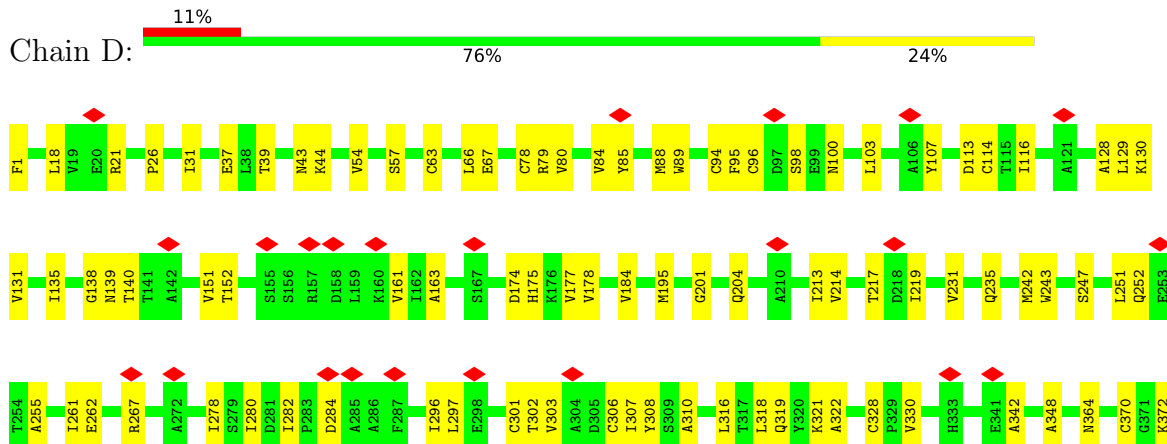 11%
Chain D:
76% 24%
F1 L18 V19 E20 R21 P26 I31 E37 L38 T39 N43 K44 V54 S57 C63 L66 E67 C78 R79 V80 V84 Y85 M88 W89 C94 F95 C96 D97 S98 E99 N100 L103 A106 Y107 D113 C114 T115 I116 A121 A128 L129 K130
V131 I135 G138 N139 T140 T141 A142 V151 T152 S155 S156 R157 D158 L159 K160 V161 I162 A163 S167 D174 H175 K176 V177 V178 V184 M195 G201 Q204 A210 I213 V214 T217 D218 I219 V231 Q235 M242 W243 S247 L251 Q252 E253
T254 A255 I261 E262 R267 A272 I278 S279 I280 D281 I282 P283 D284 A285 A286 F287 I296 L297 E298 C301 T302 V303 A304 D305 C306 I307 Y308 S309 A310 L316 T317 L318 Q319 Y320 K321 A322 C328 P329 V330 H333 E341 A342 A348 N364 C370 G371 K372